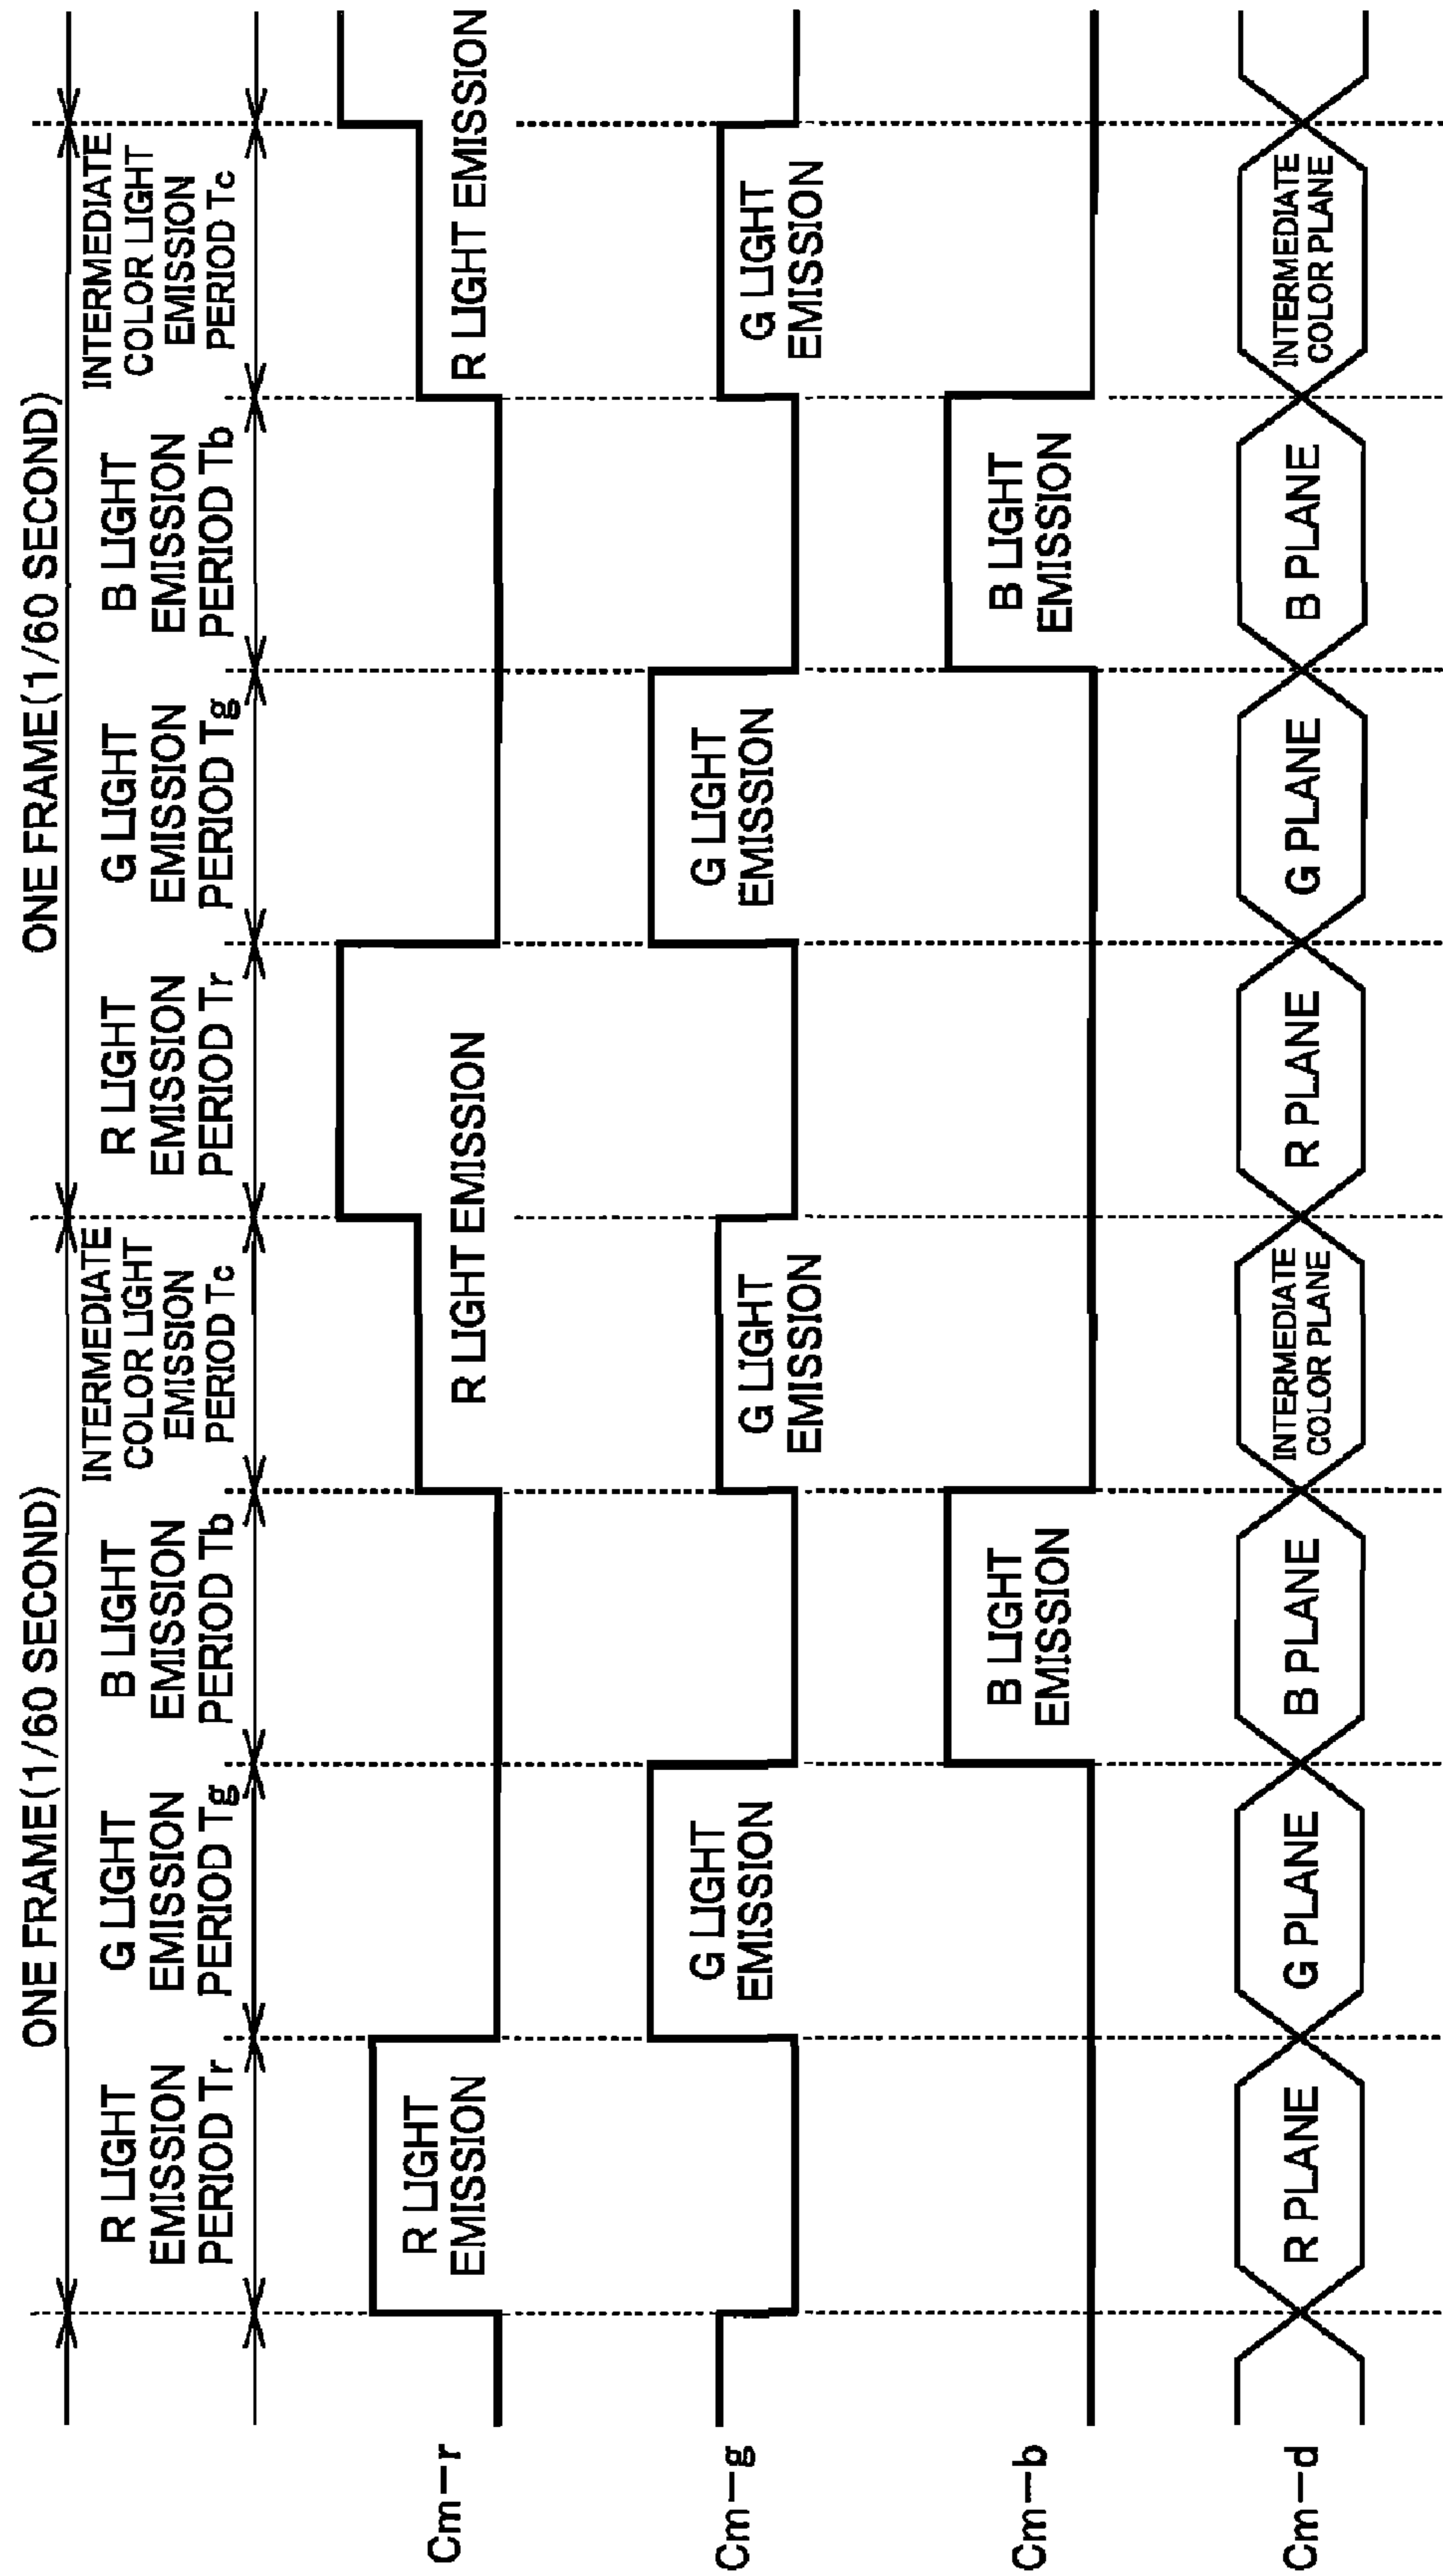 ONE FRAME(1/60 SECOND)
ONE FRAME(1/60 SECOND)
R LIGHT
EMISSION
PERIOD Tr
G LIGHT
EMISSION
PERIOD Tg
B LIGHT
EMISSION
PERIOD Tb
INTERMEDIATE
COLOR LIGHT
EMISSION
PERIOD Tc
R LIGHT
EMISSION
PERIOD Tr
G LIGHT
EMISSION
PERIOD Tg
B LIGHT
EMISSION
PERIOD Tb
INTERMEDIATE
COLOR LIGHT
EMISSION
PERIOD Tc
Cm-r
R LIGHT
EMISSION
R LIGHT EMISSION
R LIGHT EMISSION
Cm-g
G LIGHT
EMISSION
G LIGHT
EMISSION
G LIGHT
EMISSION
G LIGHT
EMISSION
Cm-b
B LIGHT
EMISSION
B LIGHT
EMISSION
Cm-d
R PLANE
G PLANE
B PLANE
INTERMEDIATE
COLOR PLANE
R PLANE
G PLANE
B PLANE
INTERMEDIATE
COLOR PLANE